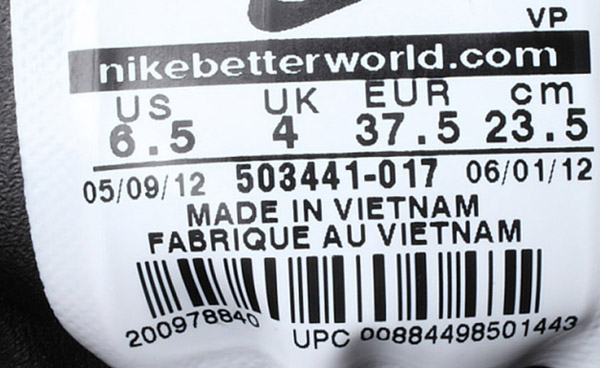 VP
nikebetterworld.com
US UK EUR cm
6.5 4 37.5 23.5
05/09/12 503441-017 06/01/12
MADE IN VIETNAM
FABRIQUE AU VIETNAM
200978840 UPC 00884498501443